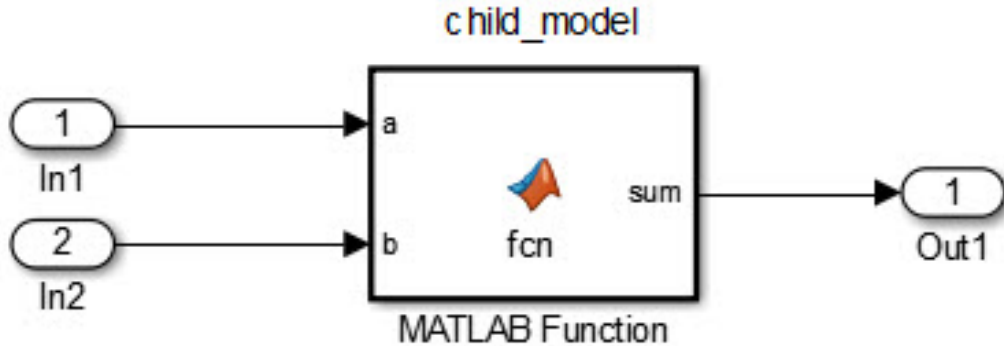 child_model
1
In1
a
2
In2
b
fcn
sum
1
Out1
MATLAB Function